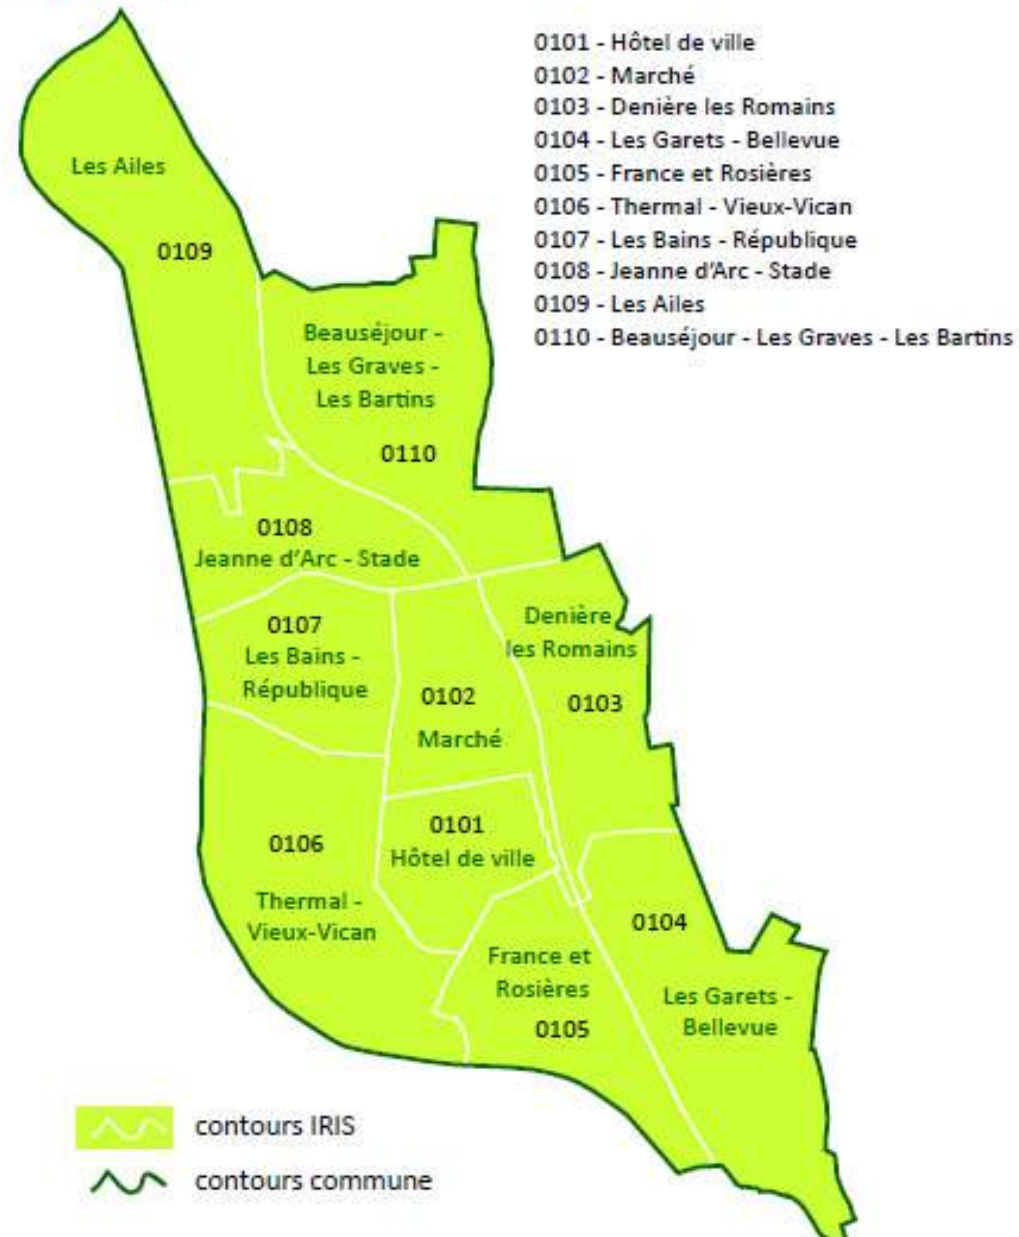 0101 - Hôtel de ville
0102 - Marché
0103 - Denière les Romains
0104 - Les Garets - Bellevue
0105 - France et Rosières
0106 - Thermal - Vieux-Vican
0107 - Les Bains - République
0108 - Jeanne d'Arc - Stade
0109 - Les Ailes
0110 - Beauséjour - Les Graves - Les Bartins
Les Ailes
0109
Beauséjour -
Les Graves -
Les Bartins
0110
0108
Jeanne d'Arc - Stade
0107
Les Bains -
République
Denière
les Romains
0103
0102
Marché
0101
Hôtel de ville
0106
Thermal -
Vieux-Vican
France et
Rosières
0105
0104
Les Garets -
Bellevue
contours IRIS
contours commune